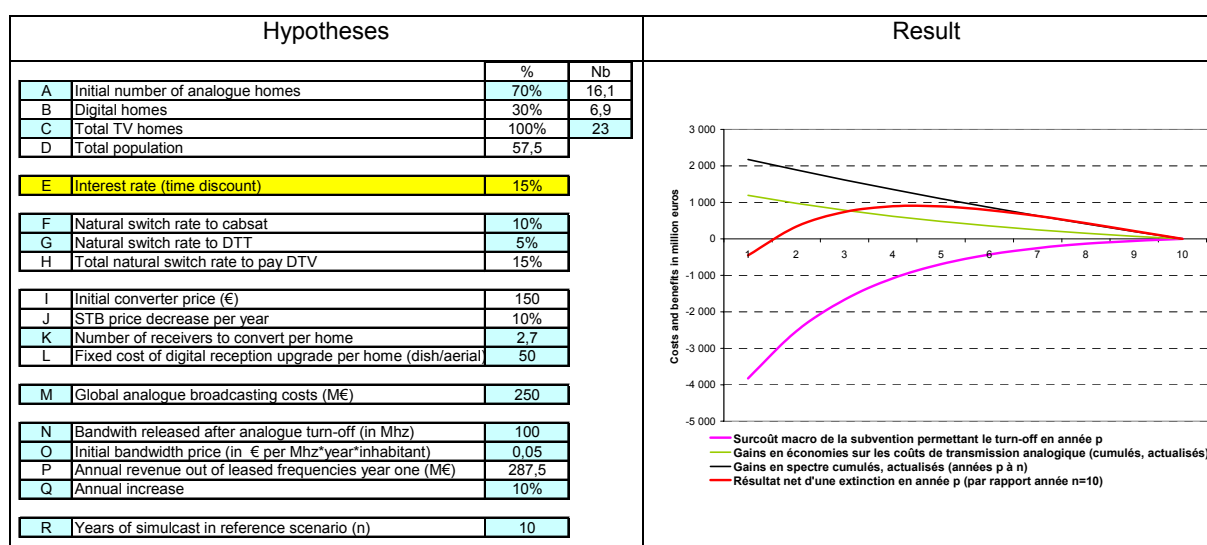 Hypotheses
Result
% Nb
A Initial number of analogue homes 70% 16,1
B Digital homes 30% 6,9
C Total TV homes 100% 23
D Total population 57,5
E Interest rate (time discount) 15%
F Natural switch rate to cabsat 10%
G Natural switch rate to DTT 5%
H Total natural switch rate to pay DTV 15%
I Initial converter price (€) 150
J STB price decrease per year 10%
K Number of receivers to convert per home 2,7
L Fixed cost of digital reception upgrade per home (dish/aerial) 50
M Global analogue broadcasting costs (M€) 250
N Bandwith released after analogue turn-off (in Mhz) 100
O Initial bandwidth price (in € per Mhz*year*inhabitant) 0,05
P Annual revenue out of leased frequencies year one (M€) 287,5
Q Annual increase 10%
R Years of simulcast in reference scenario (n) 10
Costs and benefits in million euros
3 000
2 000
1 000
0
-1 000
-2 000
-3 000
-4 000
-5 000
1 2 3 4 5 6 7 8 9 10
Surcoût macro de la subvention permettant le turn-off en année p
Gains en économies sur les coûts de transmission analogique (cumulés, actualisés)
Gains en spectre cumulés, actualisés (années p à n)
Résultat net d'une extinction en année p (par rapport année n=10)